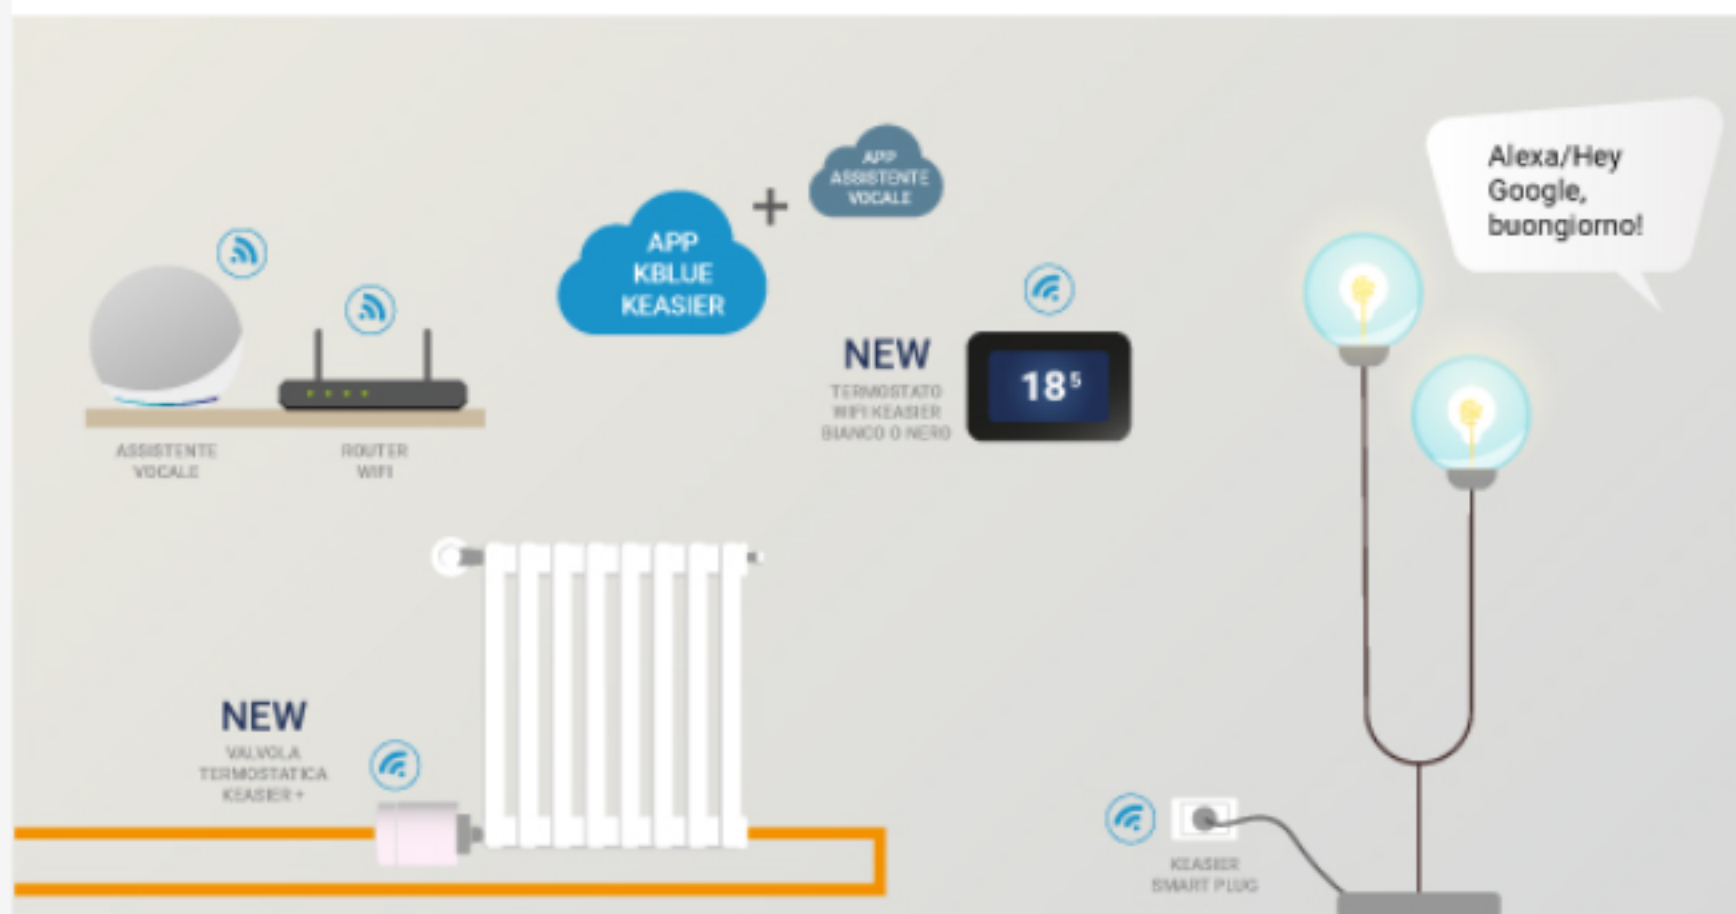 APP
ASSISTENTE
VOCALE
+
APP
KBLUE
KEASIER
Alexa/Hey
Google,
buongiorno!
NEW
TERMOSTATO
WIFI KEASIER
BIANCO O NERO
18⁵
ASSISTENTE
VOCALE
ROUTER
WIFI
NEW
VALVOLA
TERMOSTATICA
KEASIER +
KEASIER
SMART PLUG